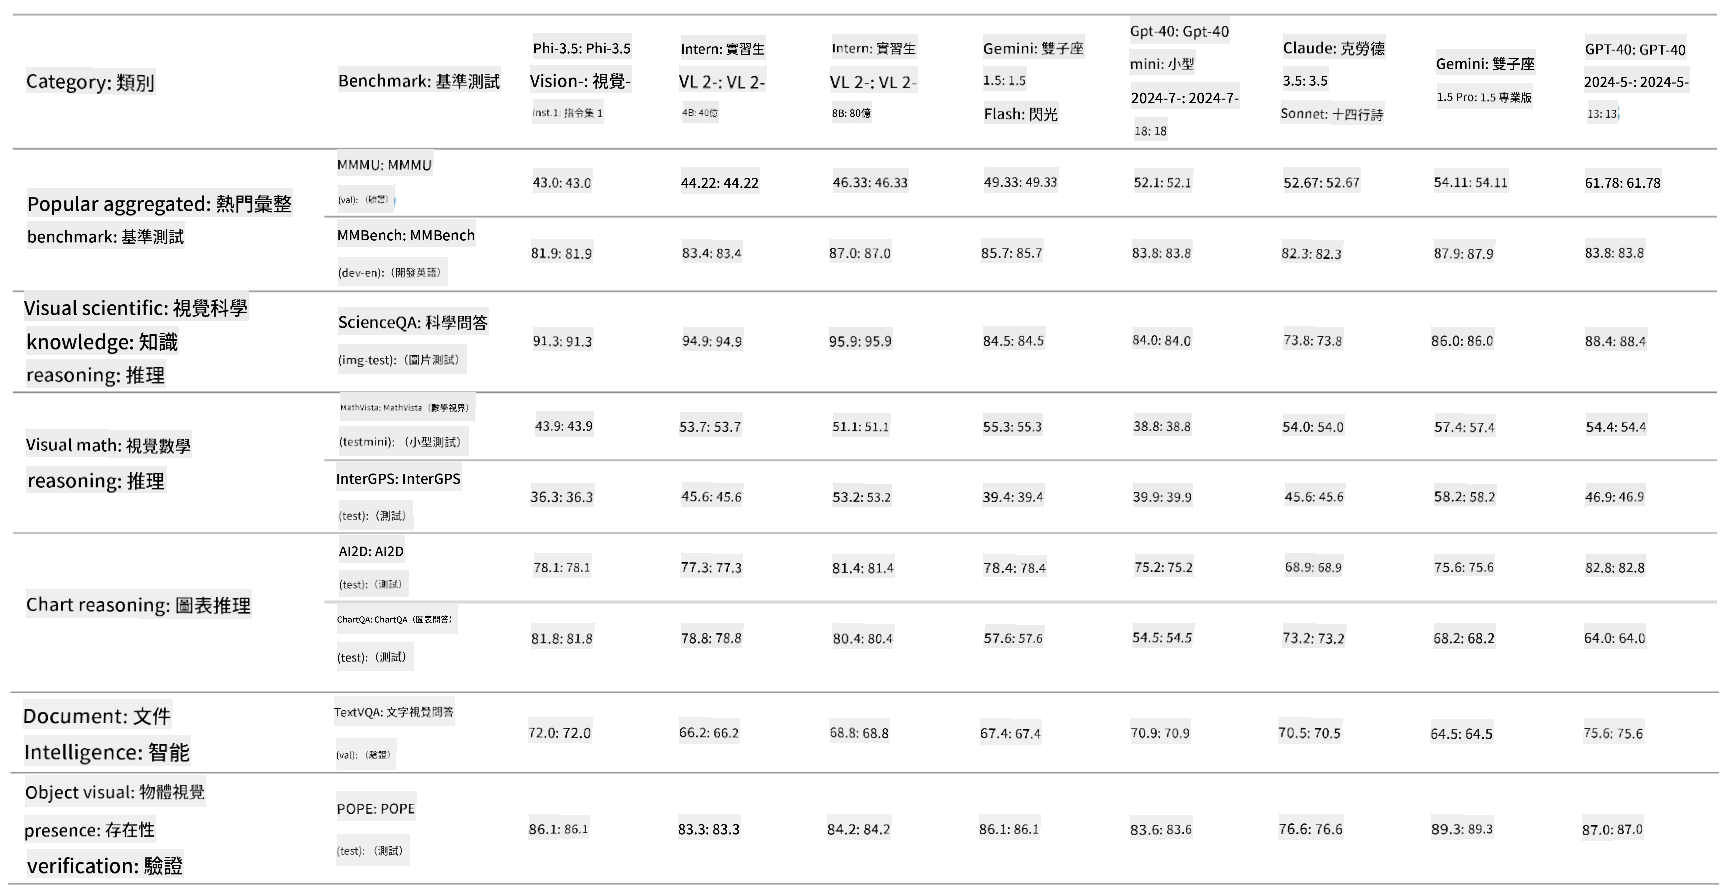 Category: 類別
Benchmark: 基準測試
Phi-3.5: Phi-3.5
Vision-: 視覺-
Inst.1: 指令集 1
Intern: 實習生
VL 2-: VL 2-
4B: 40億
Intern: 實習生
VL 2-: VL 2-
8B: 80億
Gemini: 雙子座
1.5: 1.5
Flash: 閃光
Gpt-40: Gpt-40
mini: 小型
2024-7-: 2024-7-
18: 18
Claude: 克勞德
3.5: 3.5
Sonnet: 十四行詩
Gemini: 雙子座
1.5 Pro: 1.5 專業版
GPT-40: GPT-40
2024-5-: 2024-5-
13: 13
Popular aggregated: 熱門彙整
benchmark: 基準測試
MMMU: MMMU
(val): （驗證）
43.0: 43.0
44.22: 44.22
46.33: 46.33
49.33: 49.33
52.1: 52.1
52.67: 52.67
54.11: 54.11
61.78: 61.78
MMBench: MMBench
(dev-en):（開發英語）
81.9: 81.9
83.4: 83.4
87.0: 87.0
85.7: 85.7
83.8: 83.8
82.3: 82.3
87.9: 87.9
83.8: 83.8
Visual scientific: 視覺科學
knowledge: 知識
reasoning: 推理
ScienceQA: 科學問答
(img-test):（圖片測試）
91.3: 91.3
94.9: 94.9
95.9: 95.9
84.5: 84.5
84.0: 84.0
73.8: 73.8
86.0: 86.0
88.4: 88.4
Visual math: 視覺數學
reasoning: 推理
MathVista: MathVista（數學視界）
(testmini): （小型測試）
43.9: 43.9
53.7: 53.7
51.1: 51.1
55.3: 55.3
38.8: 38.8
54.0: 54.0
57.4: 57.4
54.4: 54.4
InterGPS: InterGPS
(test):（測試）
36.3: 36.3
45.6: 45.6
53.2: 53.2
39.4: 39.4
39.9: 39.9
45.6: 45.6
58.2: 58.2
46.9: 46.9
Chart reasoning: 圖表推理
AI2D: AI2D
(test): （測試）
78.1: 78.1
77.3: 77.3
81.4: 81.4
78.4: 78.4
75.2: 75.2
68.9: 68.9
75.6: 75.6
82.8: 82.8
ChartQA: ChartQA（圖表問答）
(test):（測試）
81.8: 81.8
78.8: 78.8
80.4: 80.4
57.6: 57.6
54.5: 54.5
73.2: 73.2
68.2: 68.2
64.0: 64.0
Document: 文件
Intelligence: 智能
TextVQA: 文字視覺問答
(val): （驗證）
72.0: 72.0
66.2: 66.2
68.8: 68.8
67.4: 67.4
70.9: 70.9
70.5: 70.5
64.5: 64.5
75.6: 75.6
Object visual: 物體視覺
presence: 存在性
verification: 驗證
POPE: POPE
(test): （測試）
86.1: 86.1
83.3: 83.3
84.2: 84.2
86.1: 86.1
83.6: 83.6
76.6: 76.6
89.3: 89.3
87.0: 87.0